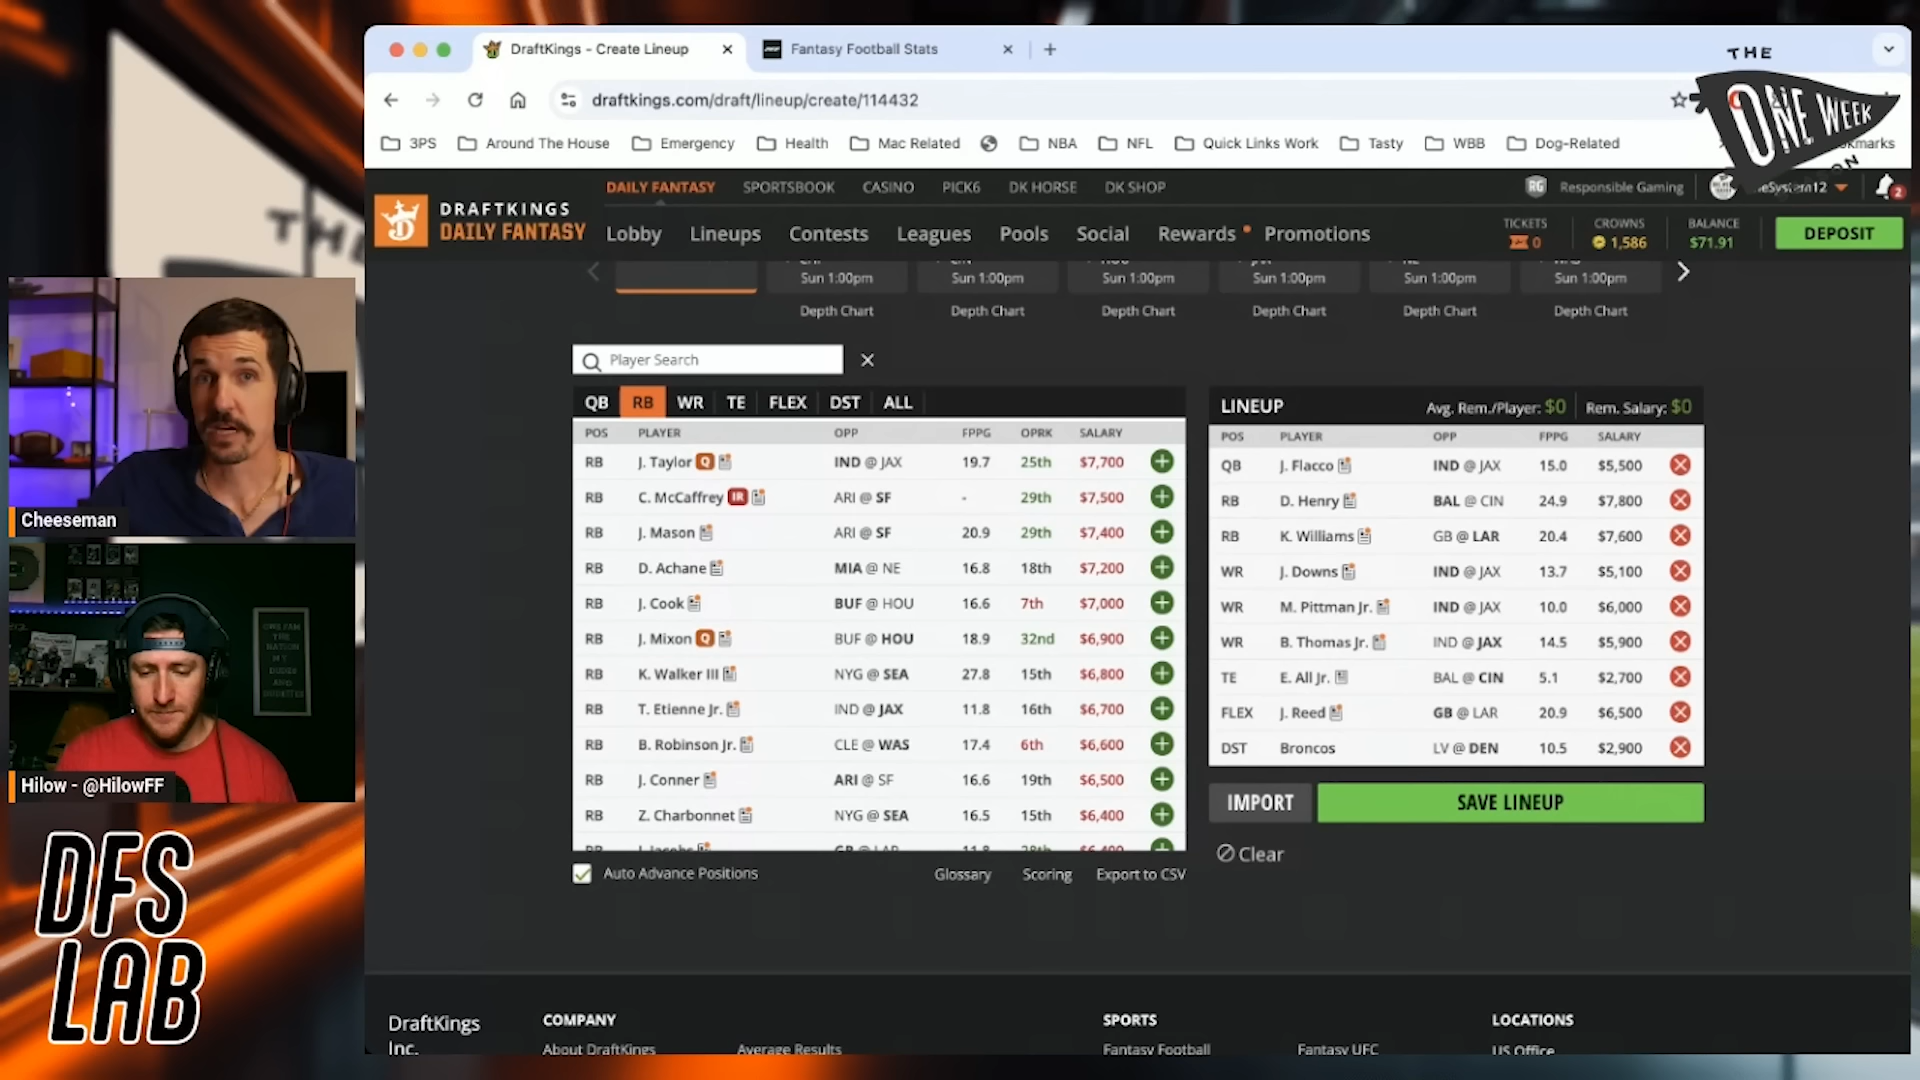 DraftKings - Create Lineup
Fantasy Football Stats
THE
ONE WEEK
draftkings.com/draft/lineup/create/114432
3PS Around The House Emergency Health Mac Related NBA NFL Quick Links Work Tasty WBB Dog-Related
DAILY FANTASY SPORTSBOOK CASINO PICK6 DK HORSE DK SHOP
RG Responsible Gaming
2
DRAFTKINGS
DAILY FANTASY
Lobby Lineups Contests Leagues Pools Social Rewards Promotions
TICKETS CROWNS BALANCE
0 1,586 $71.91
DEPOSIT
Sun 1:00pm Sun 1:00pm Sun 1:00pm Sun 1:00pm Sun 1:00pm Sun 1:00pm
Depth Chart Depth Chart Depth Chart Depth Chart Depth Chart Depth Chart
Player Search
QB RB WR TE FLEX DST ALL
POS PLAYER OPP FPPG OPRK SALARY
RB J. Taylor Q IND @ JAX 19.7 25th $7,700
RB C. McCaffrey IR ARI @ SF - 29th $7,500
RB J. Mason ARI @ SF 20.9 29th $7,400
RB D. Achane MIA @ NE 16.8 18th $7,200
RB J. Cook BUF @ HOU 16.6 7th $7,000
RB J. Mixon Q BUF @ HOU 18.9 32nd $6,900
RB K. Walker III NYG @ SEA 27.8 15th $6,800
RB T. Etienne Jr. IND @ JAX 11.8 16th $6,700
RB B. Robinson Jr. CLE @ WAS 17.4 6th $6,600
RB J. Conner ARI @ SF 16.6 19th $6,500
RB Z. Charbonnet NYG @ SEA 16.5 15th $6,400
Auto Advance Positions
Glossary Scoring Export to CSV
LINEUP Avg. Rem./Player: $0 Rem. Salary: $0
POS PLAYER OPP FPPG SALARY
QB J. Flacco IND @ JAX 15.0 $5,500
RB D. Henry BAL @ CIN 24.9 $7,800
RB K. Williams GB @ LAR 20.4 $7,600
WR J. Downs IND @ JAX 13.7 $5,100
WR M. Pittman Jr. IND @ JAX 10.0 $6,000
WR B. Thomas Jr. IND @ JAX 14.5 $5,900
TE E. All Jr. BAL @ CIN 5.1 $2,700
FLEX J. Reed GB @ LAR 20.9 $6,500
DST Broncos LV @ DEN 10.5 $2,900
IMPORT SAVE LINEUP
Clear
Cheeseman
Hilow - @HilowFF
DFS
LAB
DraftKings
Inc.
COMPANY
About DraftKings Average Results
SPORTS
Fantasy Football Fantasy UFC
LOCATIONS
US Office